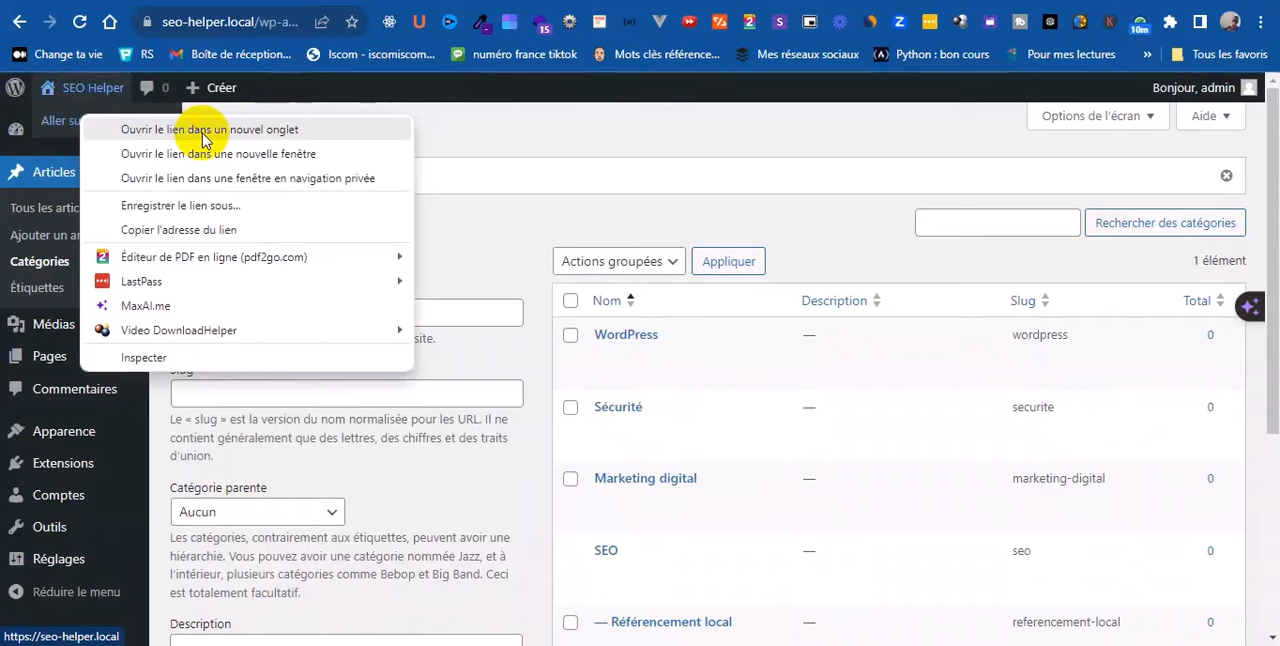 seo-helper.local/wp-a...
15
10m
Change ta vie
RS
Boîte de réception...
Iscom - iscomiscom...
numéro france tiktok
Mots clés référence...
Mes réseaux sociaux
Python : bon cours
Pour mes lectures
»
Tous les favoris
SEO Helper
0
Créer
Bonjour, admin
Aller su
Options de l'écran
Aide
Ouvrir le lien dans un nouvel onglet
Ouvrir le lien dans une nouvelle fenêtre
Ouvrir le lien dans une fenêtre en navigation privée
Enregistrer le lien sous...
Copier l'adresse du lien
Éditeur de PDF en ligne (pdf2go.com)
LastPass
MaxAI.me
Video DownloadHelper
Inspecter
Articles
Tous les artic
Ajouter un ar
Catégories
Étiquettes
Médias
Pages
Commentaires
Apparence
Extensions
Comptes
Outils
Réglages
Réduire le menu
https://seo-helper.local
Rechercher des catégories
Actions groupées
Appliquer
1 élément
site.
Slug
Le « slug » est la version du nom normalisée pour les URL. Il ne
contient généralement que des lettres, des chiffres et des traits
d'union.
Catégorie parente
Aucun
Les catégories, contrairement aux étiquettes, peuvent avoir une
hiérarchie. Vous pouvez avoir une catégorie nommée Jazz, et à
l'intérieur, plusieurs catégories comme Bebop et Big Band. Ceci
est totalement facultatif.
Description
Nom Description Slug Total
WordPress — wordpress 0
Sécurité — securite 0
Marketing digital — marketing-digital 0
SEO — seo 0
— Référencement local — referencement-local 0